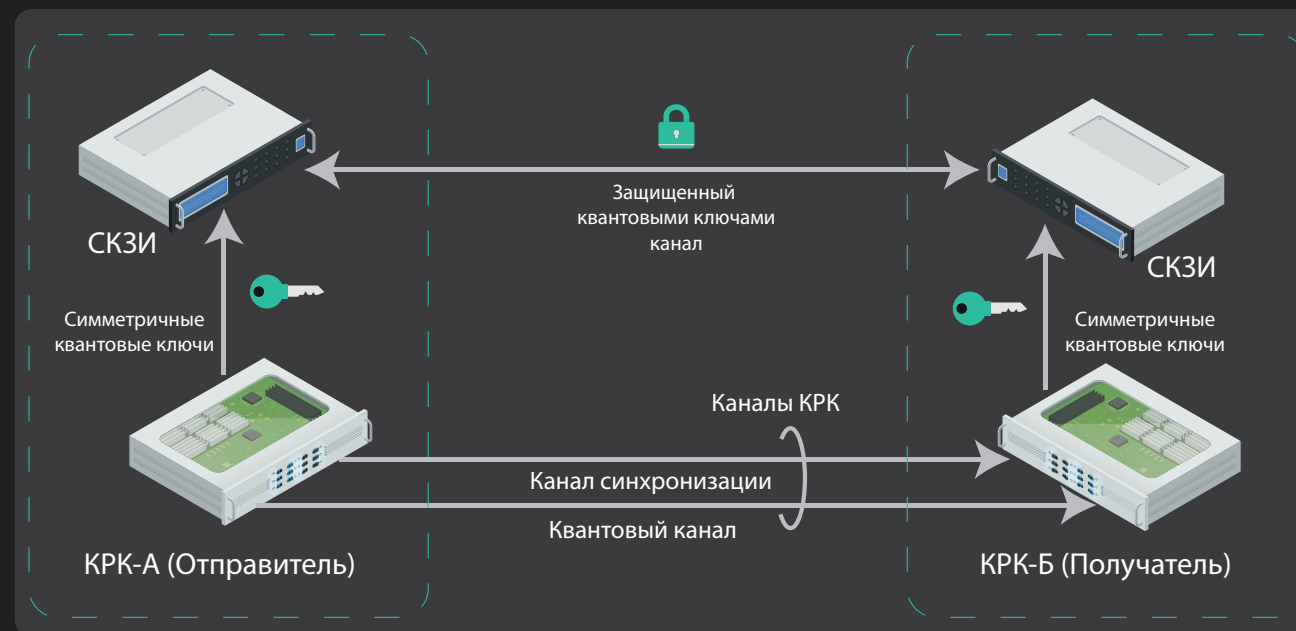 Защищенный
квантовыми ключами
канал
СКЗИ
СКЗИ
Симметричные
квантовые ключи
Симметричные
квантовые ключи
Каналы КРК
Канал синхронизации
Квантовый канал
КРК-А (Отправитель)
КРК-Б (Получатель)